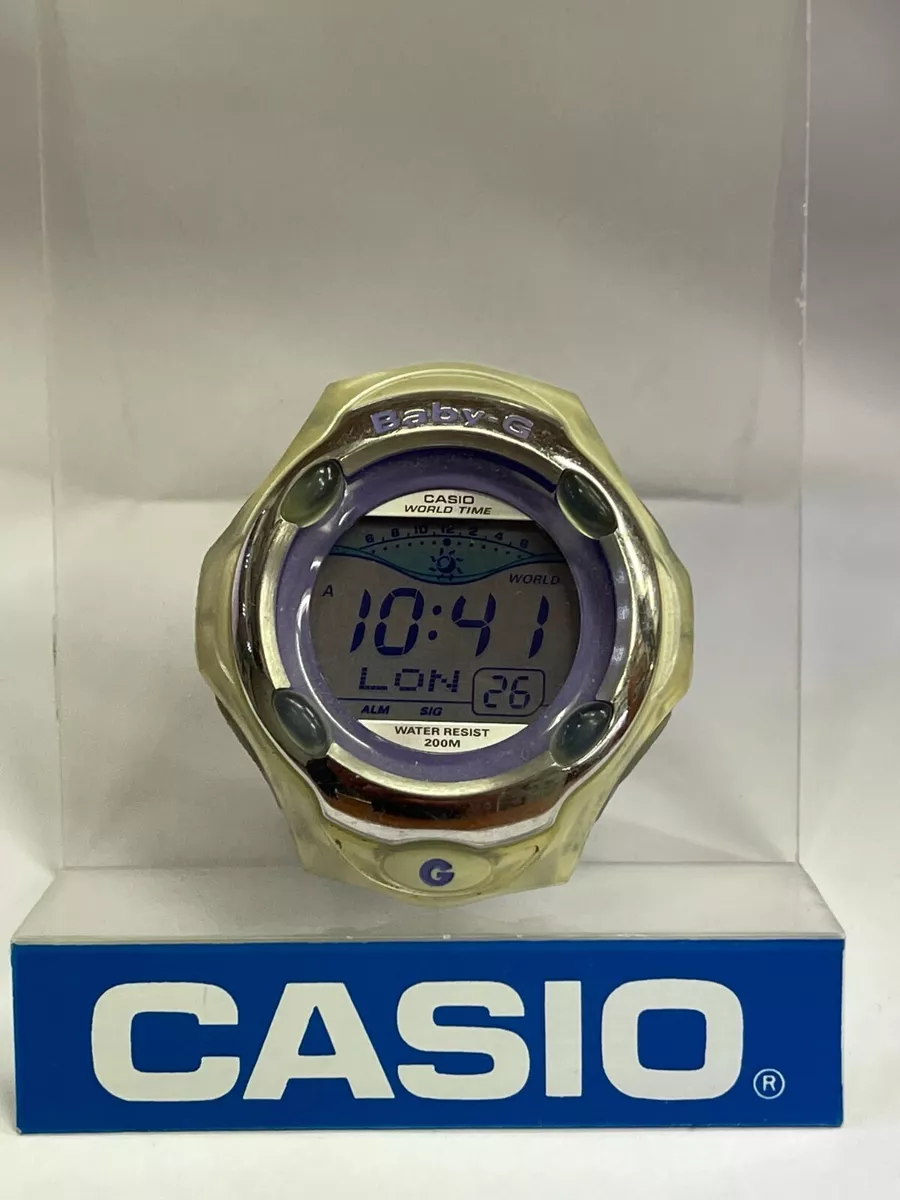 Baby-G
CASIO
WORLD TIME
6 8 10 12 2 4 6
WORLD
A
10:41
LON 26
ALM SIG
WATER RESIST
200M
G
CASIO®